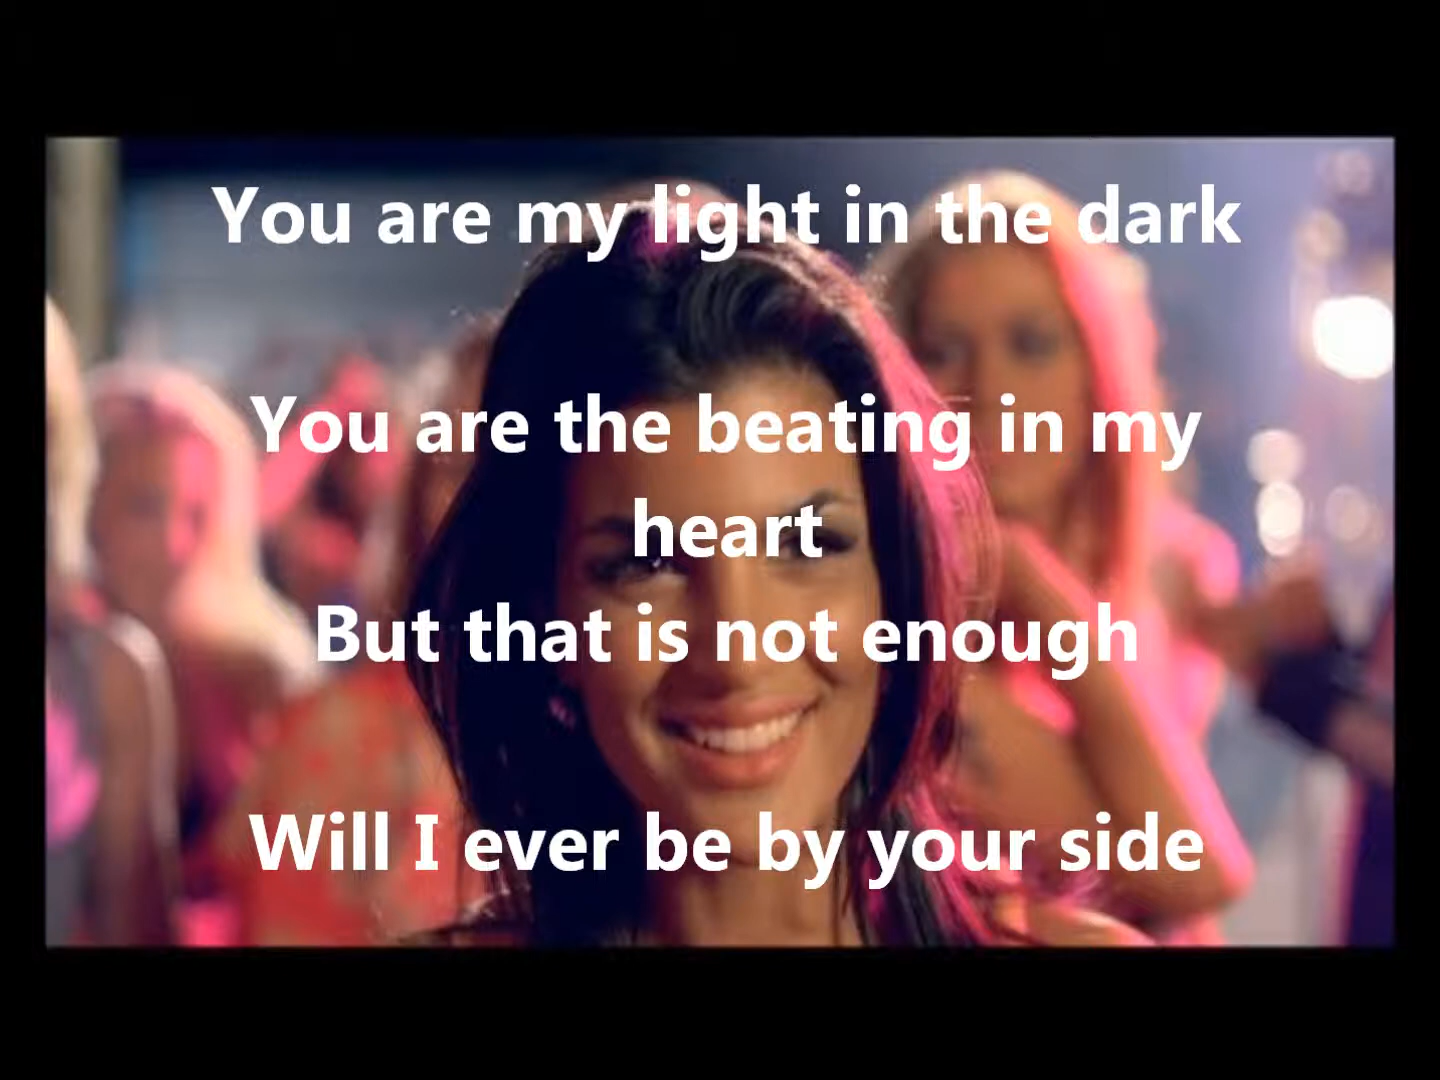 You are my light in the dark
You are the beating in my
heart
But that is not enough
Will I ever be by your side